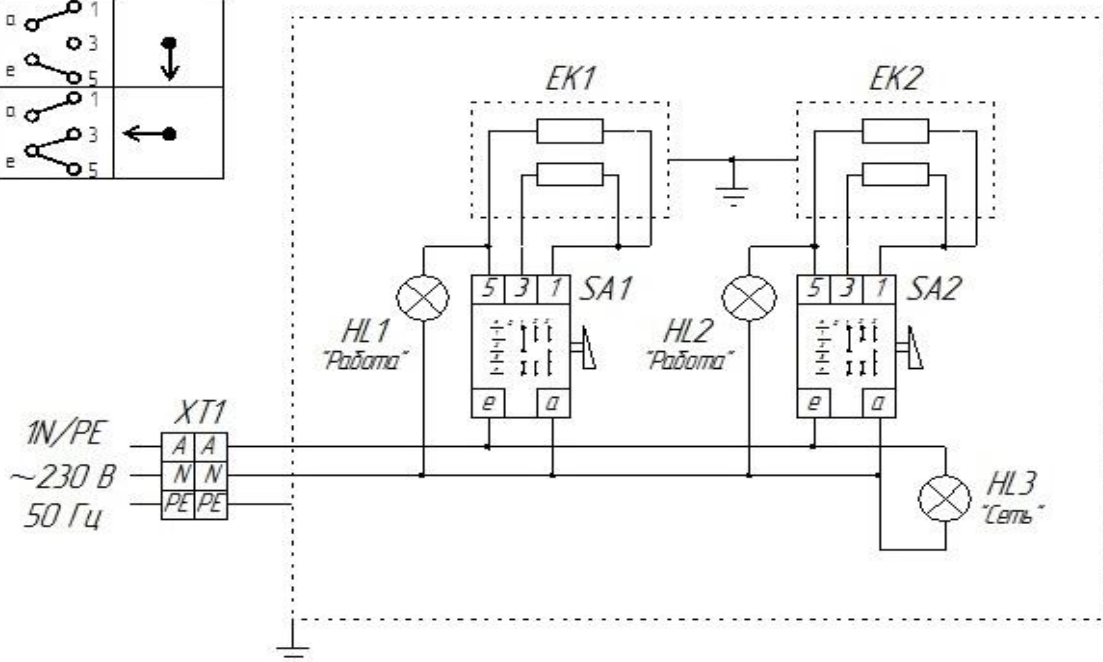 а 1
3
е 5
а 1
3
е 5
EK1
EK2
5 3 1 SA1
5 3 1 SA2
HL1
"Работа"
HL2
"Работа"
е а
е а
XT1
1N/PE
~230 В
50 Гц
A A
N N
PE PE
HL3
"Сеть"